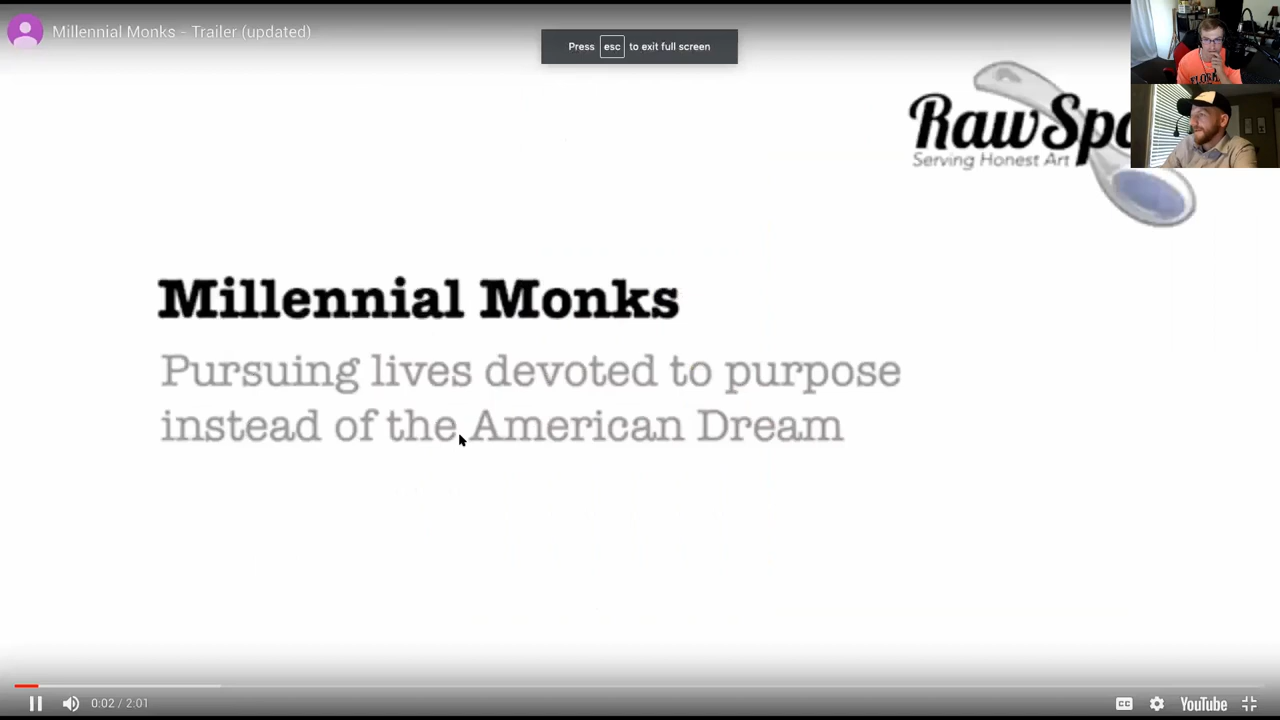 Millennial Monks - Trailer (updated)
Press esc to exit full screen
Serving Honest Art
Millennial Monks
Pursuing lives devoted to purpose
instead of the American Dream
0:02 / 2:01
CC
YouTube